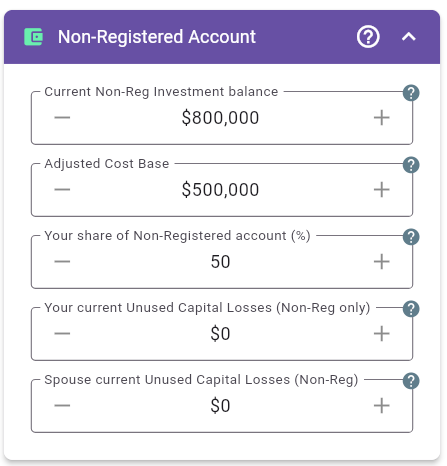 Non-Registered Account ?
Current Non-Reg Investment balance ?
— $800,000 +
Adjusted Cost Base ?
— $500,000 +
Your share of Non-Registered account (%) ?
— 50 +
Your current Unused Capital Losses (Non-Reg only) ?
— $0 +
Spouse current Unused Capital Losses (Non-Reg) ?
— $0 +